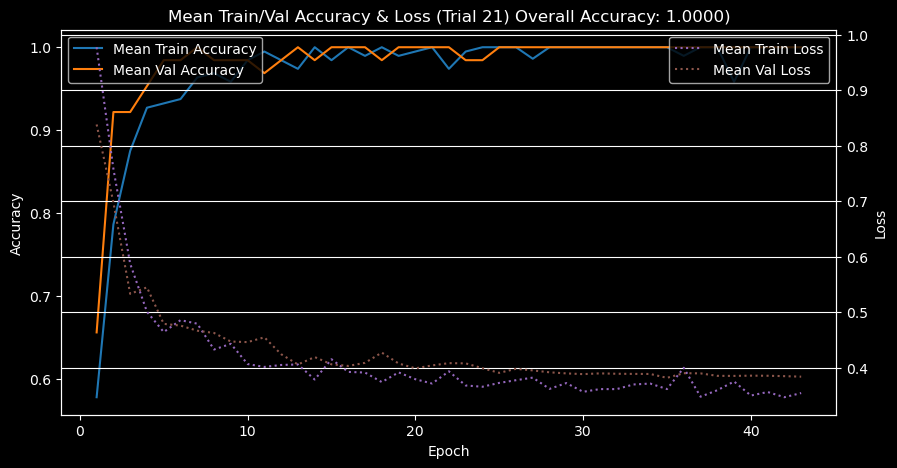 Mean Train/Val Accuracy & Loss (Trial 21) Overall Accuracy: 1.0000)
Mean Train Accuracy
Mean Val Accuracy
Mean Train Loss
Mean Val Loss
1.0
0.9
0.8
0.7
0.6
Accuracy
1.0
0.9
0.8
0.7
0.6
0.5
0.4
Loss
0 10 20 30 40
Epoch